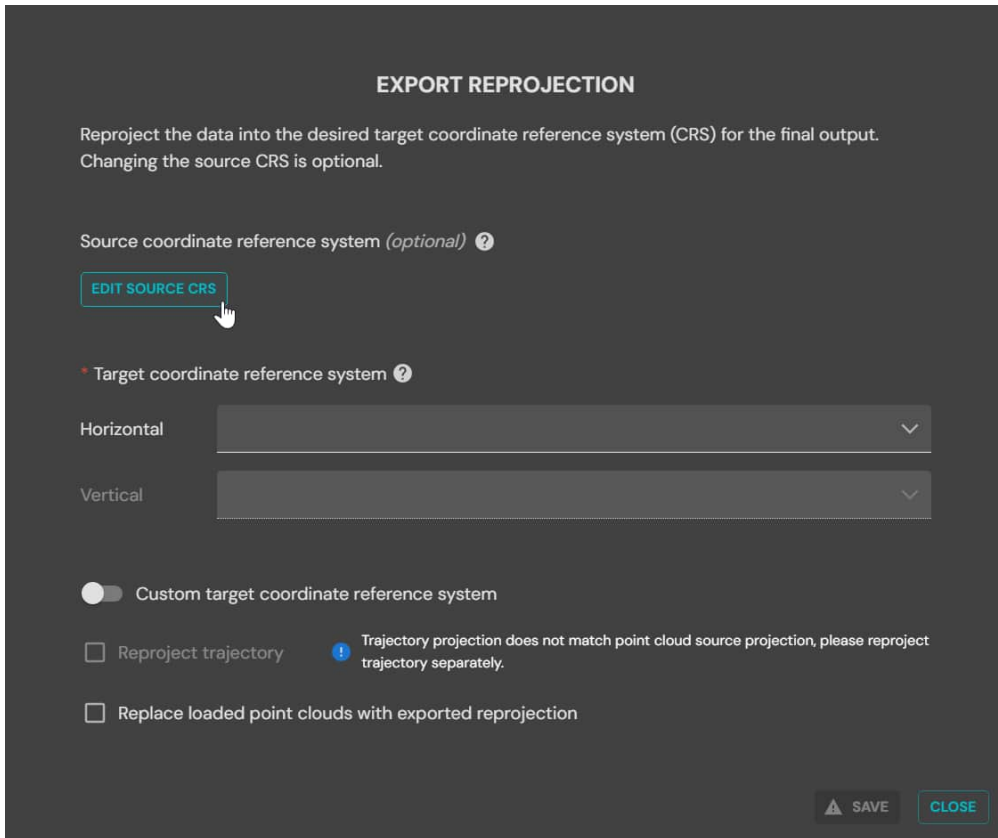 EXPORT REPROJECTION
Reproject the data into the desired target coordinate reference system (CRS) for the final output.
Changing the source CRS is optional.
Source coordinate reference system (optional) ?
EDIT SOURCE CRS
* Target coordinate reference system ?
Horizontal
Vertical
Custom target coordinate reference system
Reproject trajectory
Trajectory projection does not match point cloud source projection, please reproject
trajectory separately.
Replace loaded point clouds with exported reprojection
SAVE
CLOSE